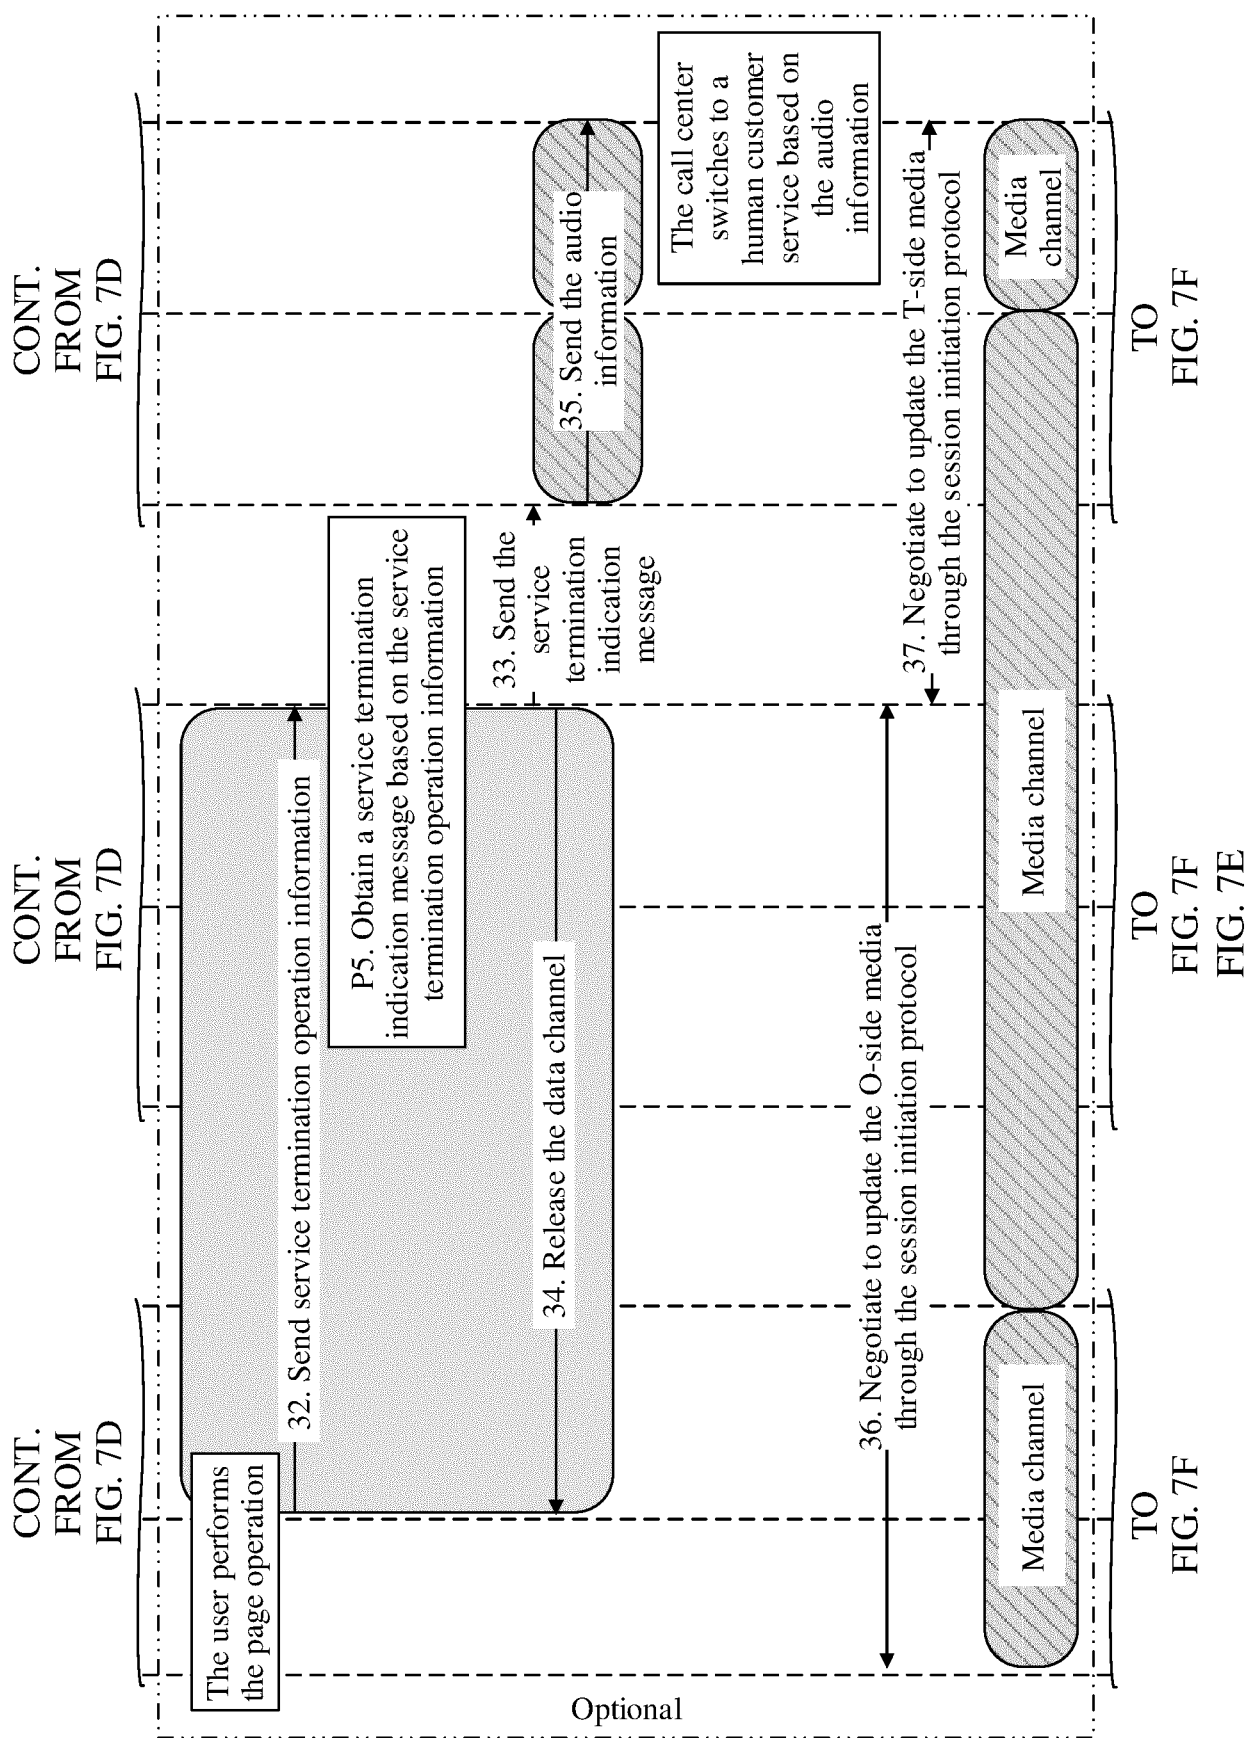 CONT.
FROM
FIG. 7D
CONT.
FROM
FIG. 7D
CONT.
FROM
FIG. 7D
The user performs
the page operation
32. Send service termination operation information
P5. Obtain a service termination
indication message based on the service
termination operation information
33. Send the
service
termination
indication
message
34. Release the data channel
35. Send the audio
information
The call center
switches to a
human customer
service based on
the audio
information
36. Negotiate to update the O-side media
through the session initiation protocol
37. Negotiate to update the T-side media
through the session initiation protocol
Media channel
Media channel
Media
channel
Optional
TO
FIG. 7F
TO
FIG. 7F
TO
FIG. 7F
FIG. 7E